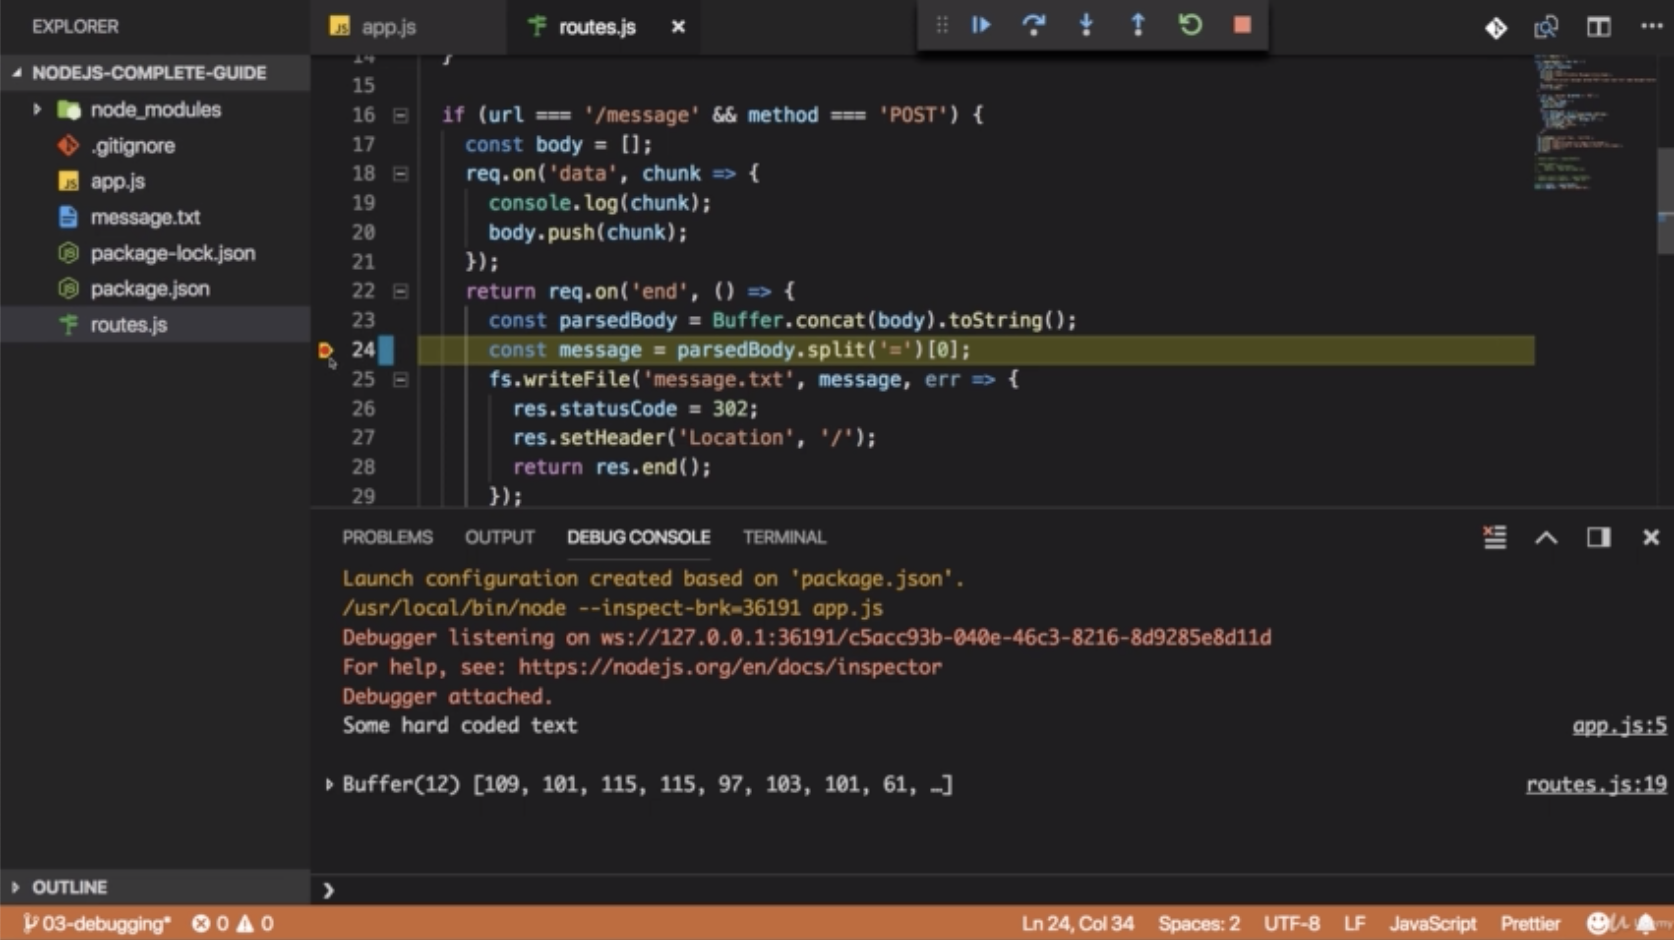 EXPLORER
JS app.js
routes.js
NODEJS-COMPLETE-GUIDE
node_modules
.gitignore
JS app.js
message.txt
package-lock.json
package.json
routes.js
14 }
15
16 if (url === '/message' && method === 'POST') {
17 const body = [];
18 req.on('data', chunk => {
19 console.log(chunk);
20 body.push(chunk);
21 });
22 return req.on('end', () => {
23 const parsedBody = Buffer.concat(body).toString();
24 const message = parsedBody.split('=')[0];
25 fs.writeFile('message.txt', message, err => {
26 res.statusCode = 302;
27 res.setHeader('Location', '/');
28 return res.end();
29 });
PROBLEMS OUTPUT DEBUG CONSOLE TERMINAL
Launch configuration created based on 'package.json'.
/usr/local/bin/node --inspect-brk=36191 app.js
Debugger listening on ws://127.0.0.1:36191/c5acc93b-040e-46c3-8216-8d9285e8d11d
For help, see: https://nodejs.org/en/docs/inspector
Debugger attached.
Some hard coded text app.js:5
Buffer(12) [109, 101, 115, 115, 97, 103, 101, 61, …] routes.js:19
OUTLINE
03-debugging* 0 0 Ln 24, Col 34 Spaces: 2 UTF-8 LF JavaScript Prettier